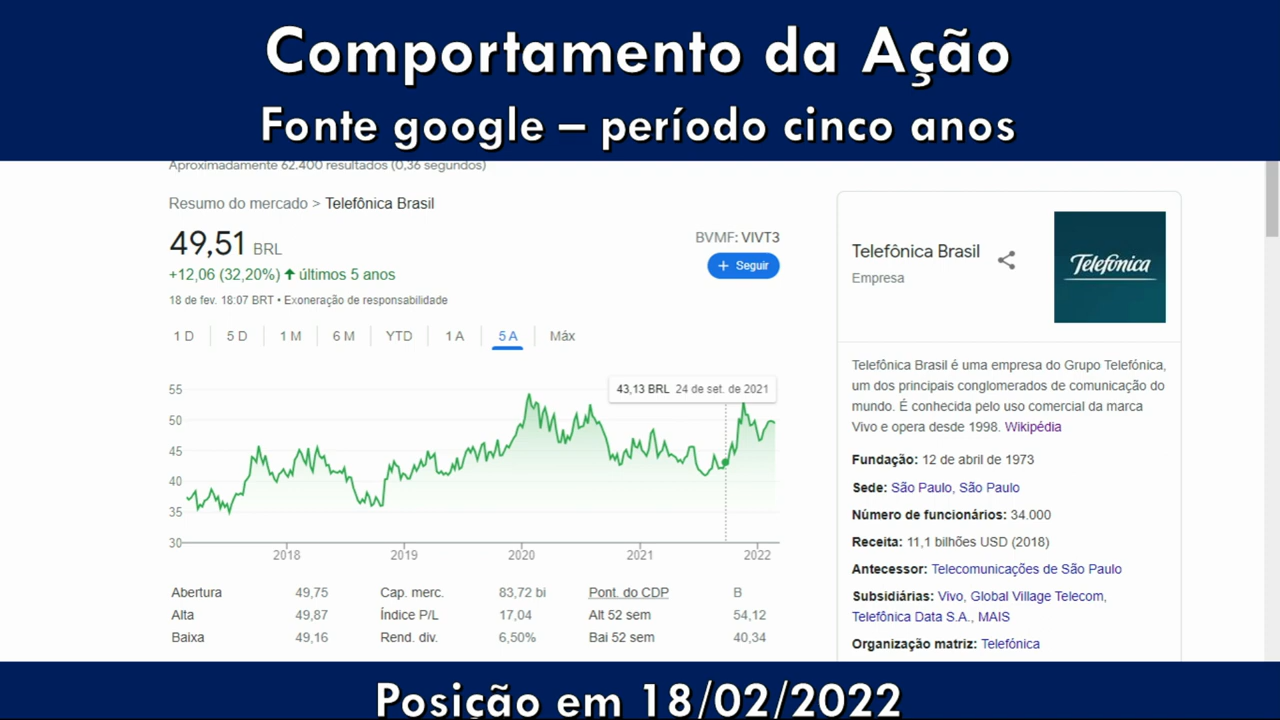 Comportamento da Ação
Fonte google – período cinco anos
Aproximadamente 62.400 resultados (0,36 segundos)
Resumo do mercado > Telefônica Brasil
49,51 BRL
+12,06 (32,20%) ↑ últimos 5 anos
18 de fev. 18:07 BRT • Exoneração de responsabilidade
BVMF: VIVT3
+ Seguir
1 D 5 D 1 M 6 M YTD 1 A 5 A Máx
43,13 BRL 24 de set. de 2021
55
50
45
40
35
30
2018 2019 2020 2021 2022
Abertura 49,75 Cap. merc. 83,72 bi Pont. do CDP B
Alta 49,87 Índice P/L 17,04 Alt 52 sem 54,12
Baixa 49,16 Rend. div. 6,50% Bai 52 sem 40,34
Telefônica Brasil
Empresa
Telefónica
Telefônica Brasil é uma empresa do Grupo Telefónica,
um dos principais conglomerados de comunicação do
mundo. É conhecida pelo uso comercial da marca
Vivo e opera desde 1998. Wikipédia
Fundação: 12 de abril de 1973
Sede: São Paulo, São Paulo
Número de funcionários: 34.000
Receita: 11,1 bilhões USD (2018)
Antecessor: Telecomunicações de São Paulo
Subsidiárias: Vivo, Global Village Telecom,
Telefônica Data S.A., MAIS
Organização matriz: Telefónica
Posição em 18/02/2022